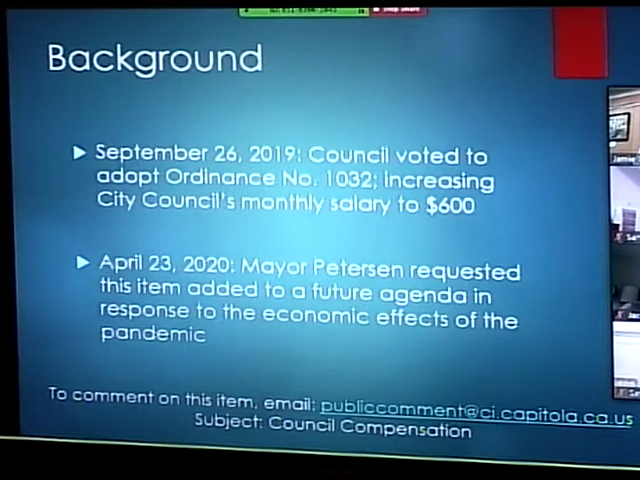 Background
September 26, 2019: Council voted to
adopt Ordinance No. 1032; increasing
City Council's monthly salary to $600
April 23, 2020: Mayor Petersen requested
this item added to a future agenda in
response to the economic effects of the
pandemic
To comment on this item, email: publiccomment@ci.capitola.ca.us
Subject: Council Compensation